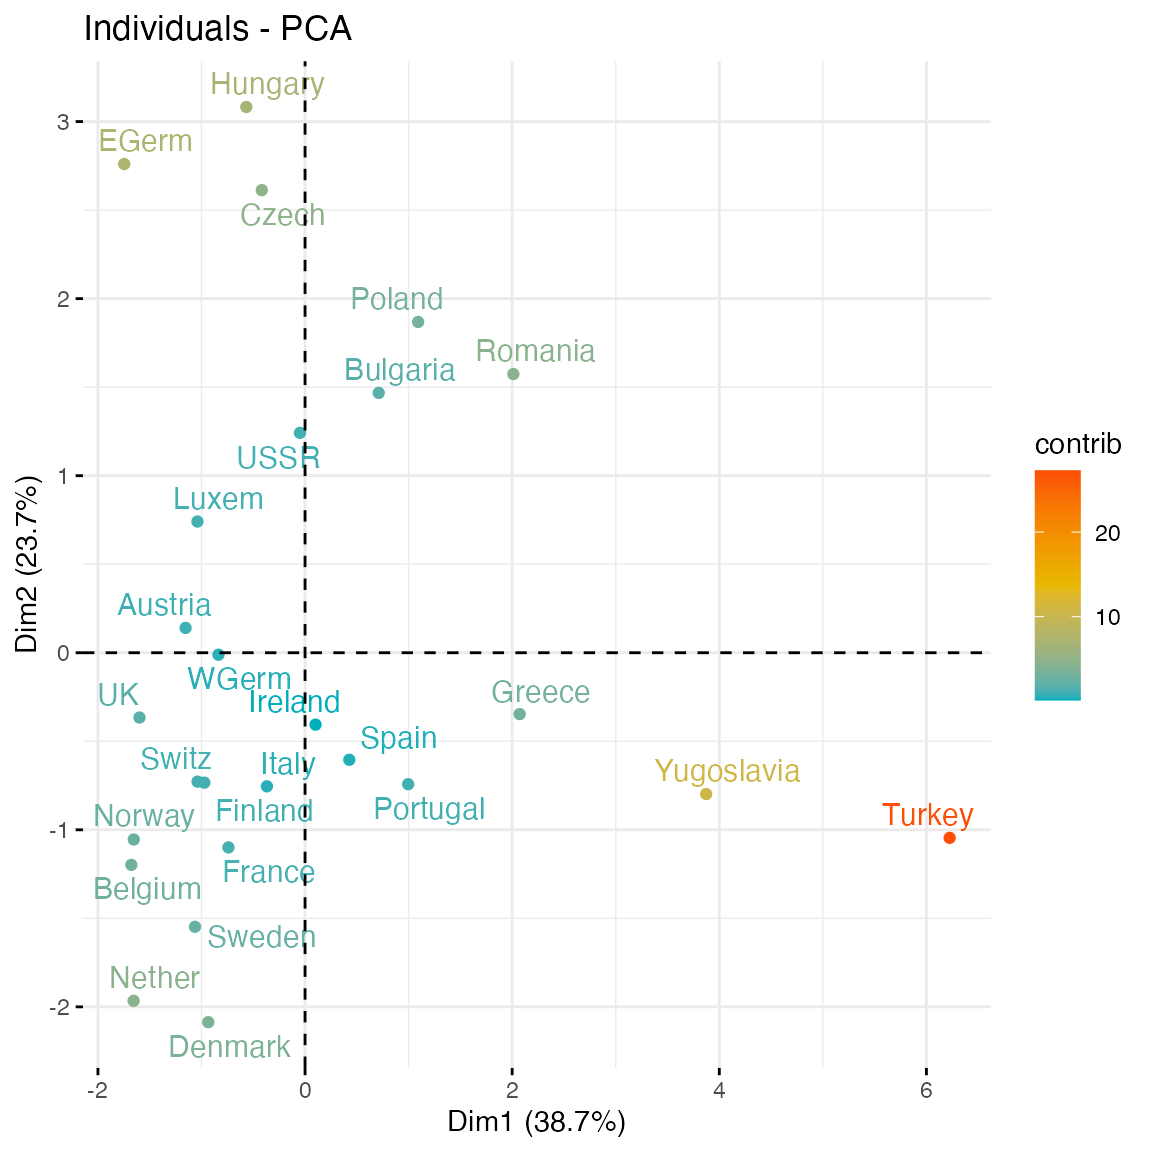 Individuals - PCA
Hungary
EGerm
Czech
Poland
Romania
Bulgaria
USSR
Luxem
Austria
WGerm
UK
Ireland
Greece
Spain
Switz
Italy
Yugoslavia
Finland
Portugal
Norway
Turkey
France
Belgium
Sweden
Nether
Denmark
3
2
1
0
-1
-2
Dim2 (23.7%)
-2 0 2 4 6
Dim1 (38.7%)
contrib
20
10